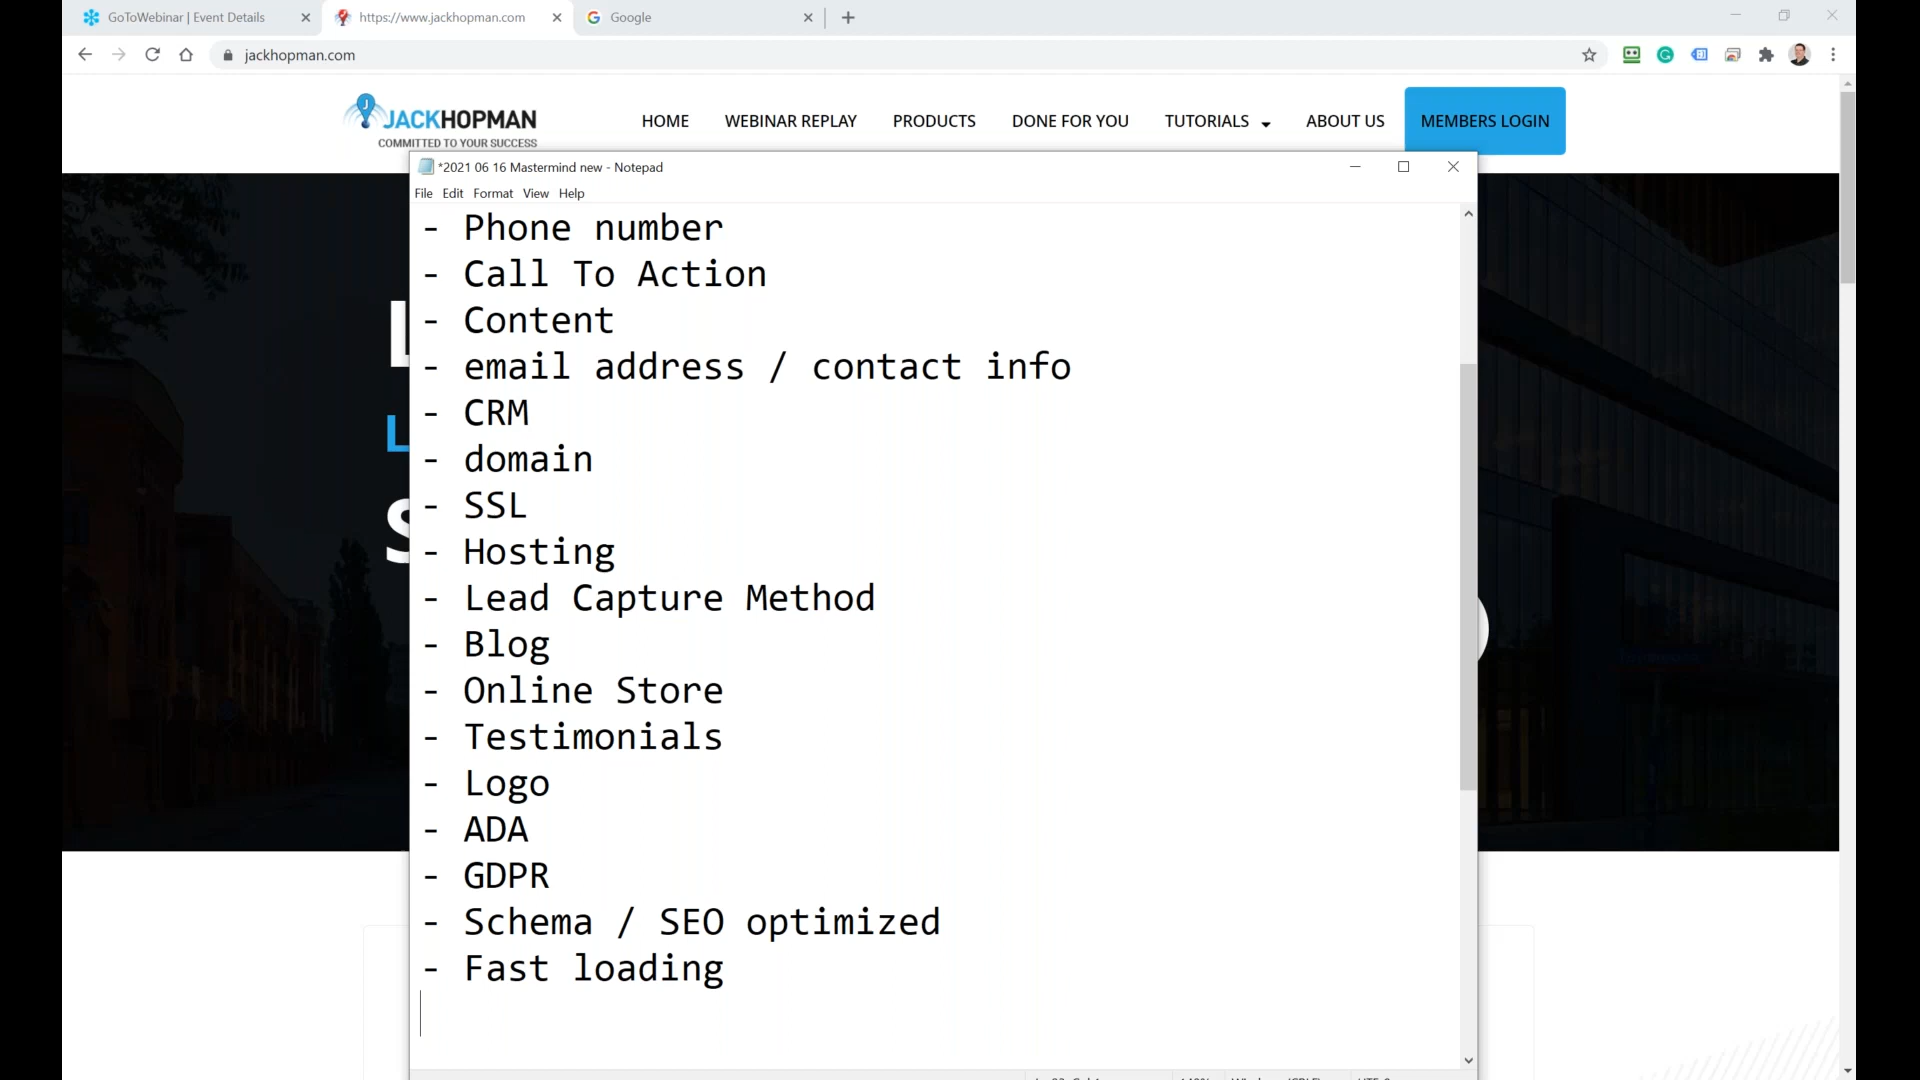 GoToWebinar | Event Details
https://www.jackhopman.com
Google
jackhopman.com
JACKHOPMAN
COMMITTED TO YOUR SUCCESS
HOME WEBINAR REPLAY PRODUCTS DONE FOR YOU TUTORIALS ABOUT US MEMBERS LOGIN
*2021 06 16 Mastermind new - Notepad
File Edit Format View Help
- Phone number
- Call To Action
- Content
- email address / contact info
- CRM
- domain
- SSL
- Hosting
- Lead Capture Method
- Blog
- Online Store
- Testimonials
- Logo
- ADA
- GDPR
- Schema / SEO optimized
- Fast loading